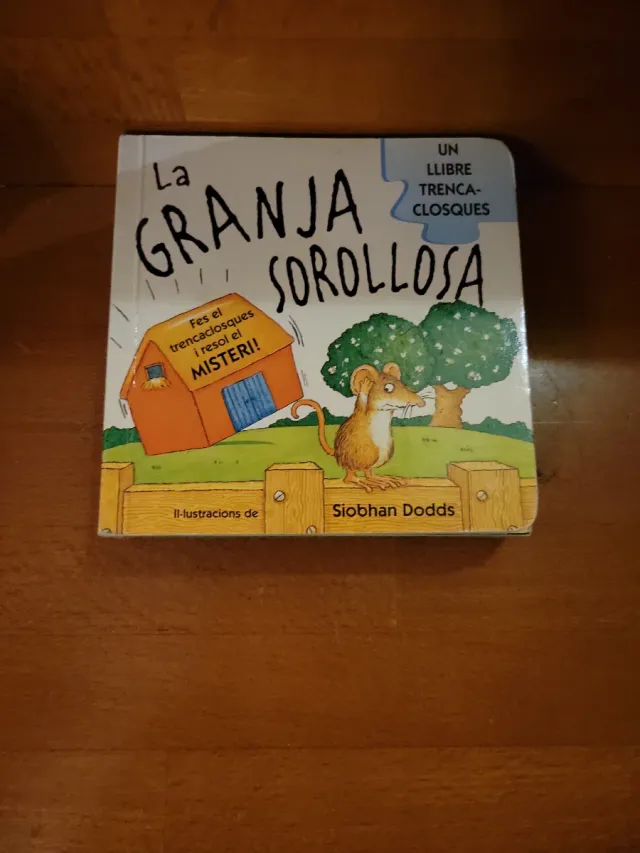 La
GRANJA
SOROLLOSA
UN
LLIBRE
TRENCA-
CLOSQUES
Fes el
trencaclosques
i resol el
MISTERI!
Il·lustracions de
Siobhan Dodds